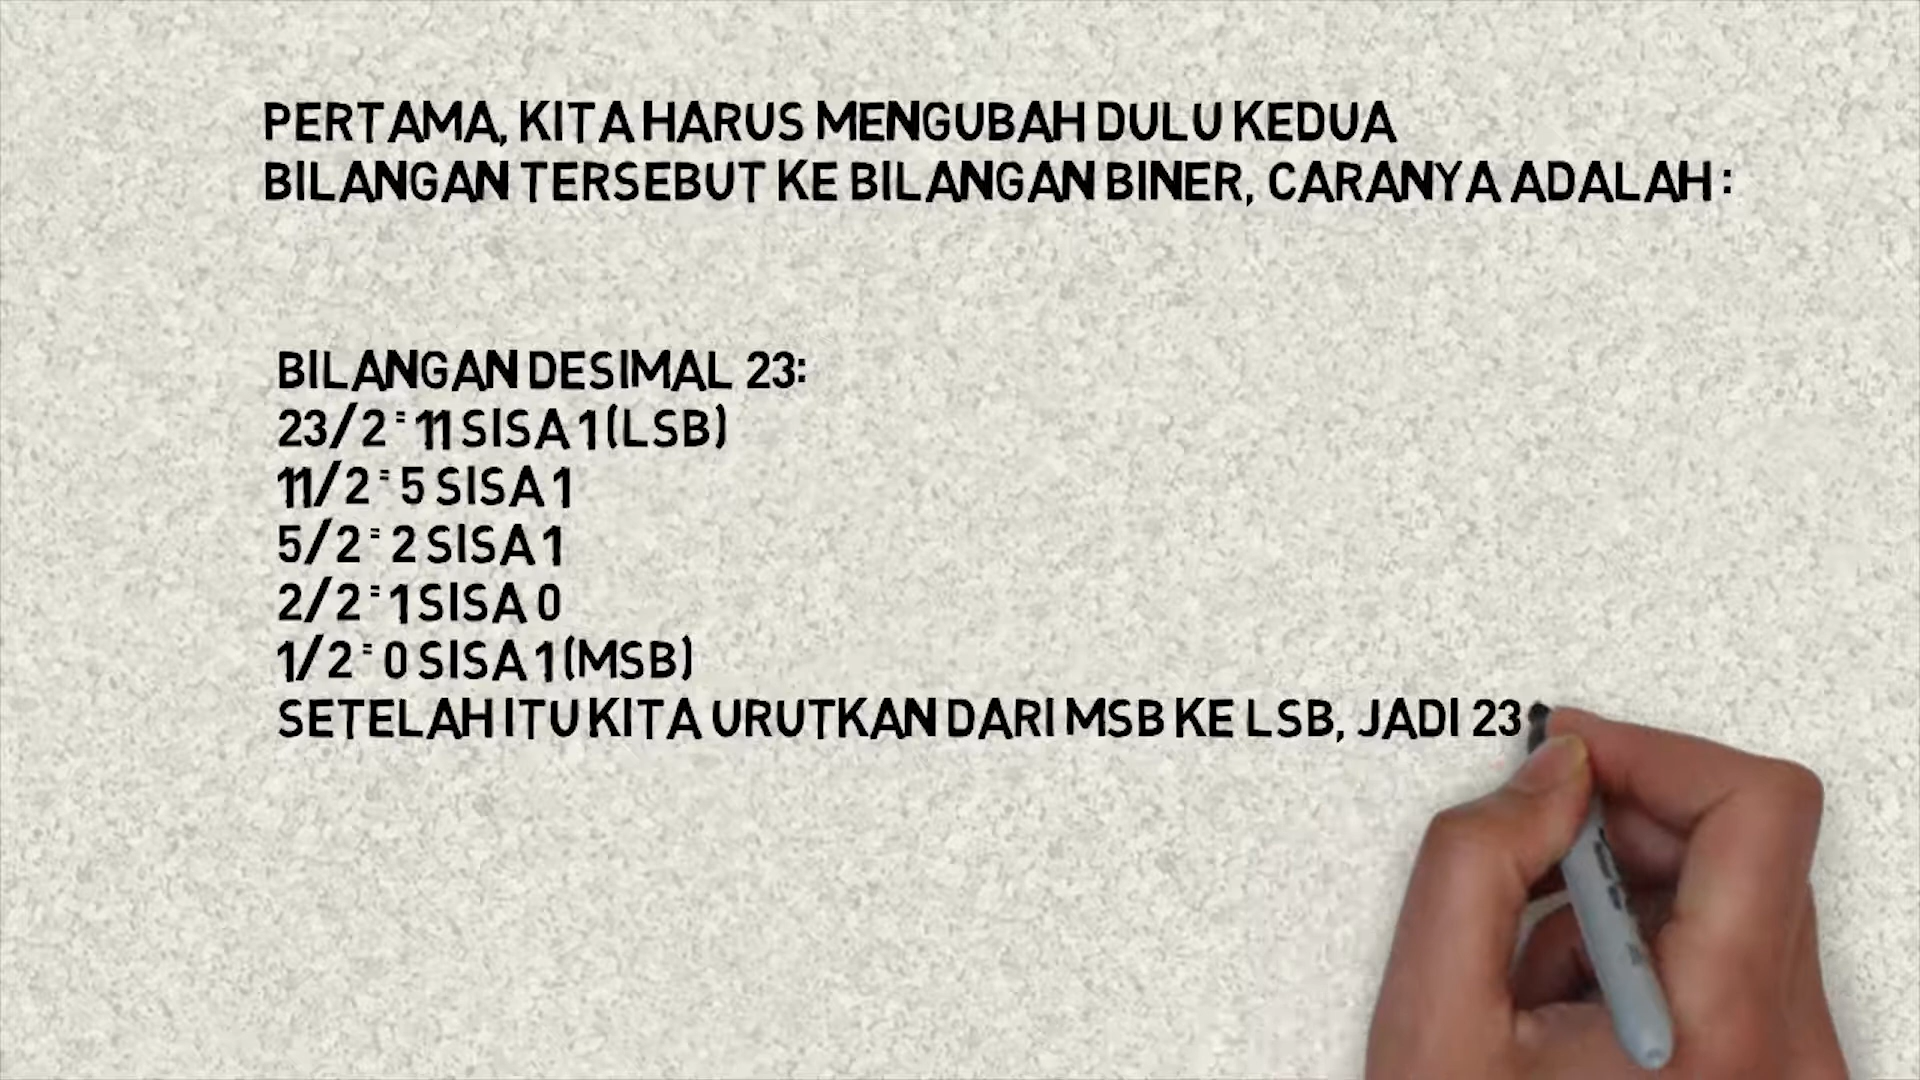 PERTAMA, KITA HARUS MENGUBAH DULU KEDUA
BILANGAN TERSEBUT KE BILANGAN BINER, CARANYA ADALAH :
BILANGAN DESIMAL 23:
23/2 = 11 SISA 1 (LSB)
11/2 = 5 SISA 1
5/2 = 2 SISA 1
2/2 = 1 SISA 0
1/2 = 0 SISA 1 (MSB)
SETELAH ITU KITA URUTKAN DARI MSB KE LSB, JADI 23